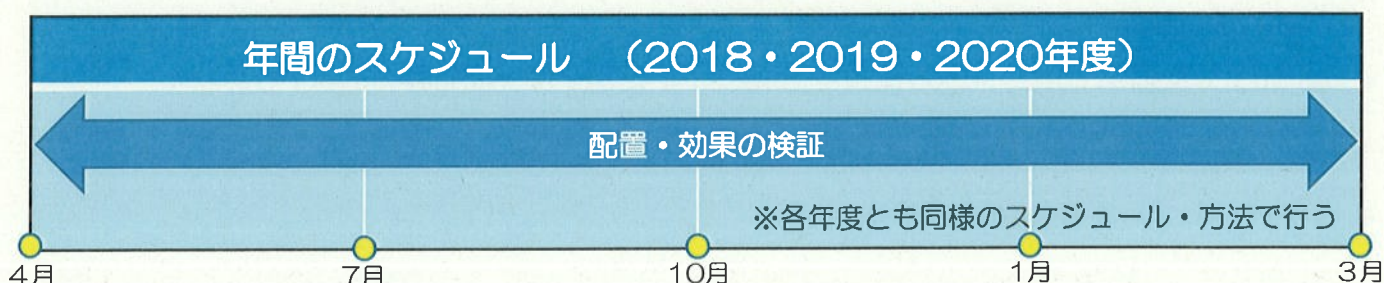 年間のスケジュール （2018・2019・2020年度）
配置・効果の検証
※各年度とも同様のスケジュール・方法で行う
4月 7月 10月 1月 3月